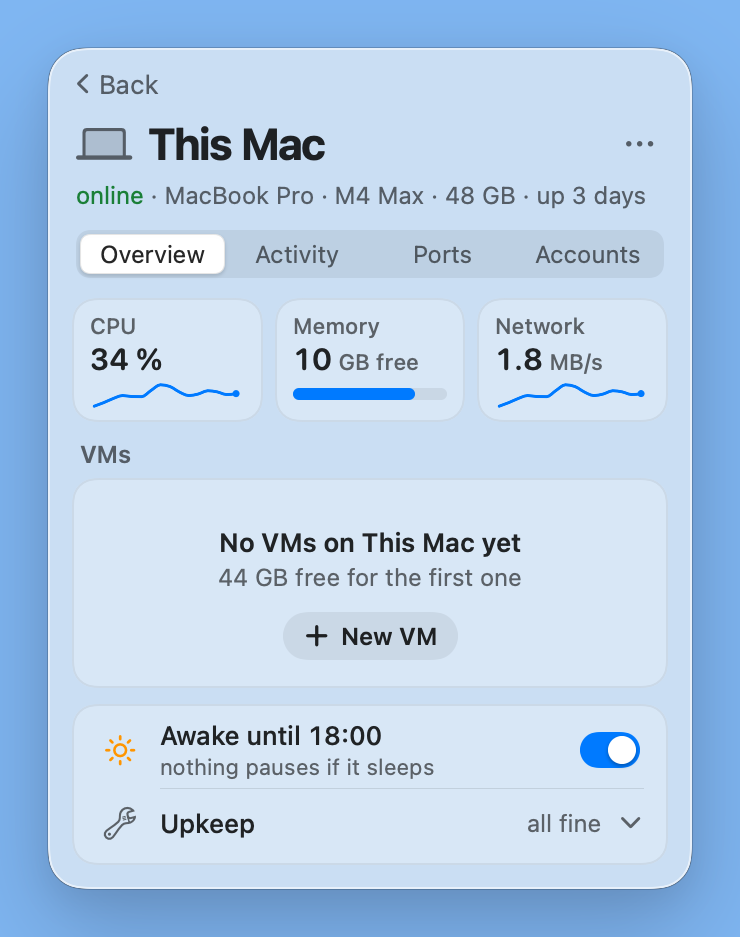 Back
This Mac
online · MacBook Pro · M4 Max · 48 GB · up 3 days
Overview Activity Ports Accounts
CPU Memory Network
34 % 10 GB free 1.8 MB/s
VMs
No VMs on This Mac yet
44 GB free for the first one
+ New VM
Awake until 18:00
nothing pauses if it sleeps
Upkeep all fine